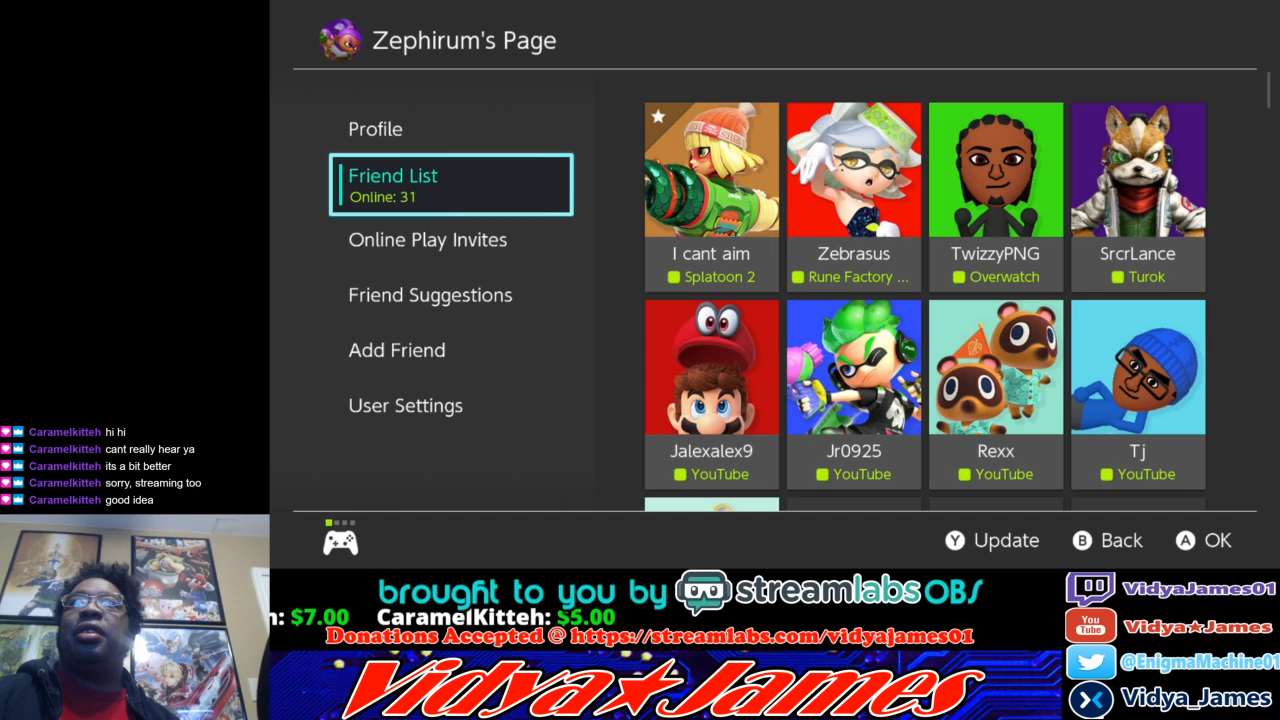 Zephirum's Page
Profile
Friend List
Online: 31
Online Play Invites
Friend Suggestions
Add Friend
User Settings
I cant aim
Splatoon 2
Zebrasus
Rune Factory ...
TwizzyPNG
Overwatch
SrcrLance
Turok
Jalexalex9
YouTube
Jr0925
YouTube
Rexx
YouTube
Tj
YouTube
Y Update
B Back
A OK
Caramelkitteh hi hi
Caramelkitteh cant really hear ya
Caramelkitteh its a bit better
Caramelkitteh sorry, streaming too
Caramelkitteh good idea
brought to you by streamlabs OBS
h: $7.00 CaramelKitteh: $5.00
Donations Accepted @ https://streamlabs.com/vidyajames01
Vidya★James
VidyaJames01
You Tube Vidya★James
@EnigmaMachine01
Vidya_James